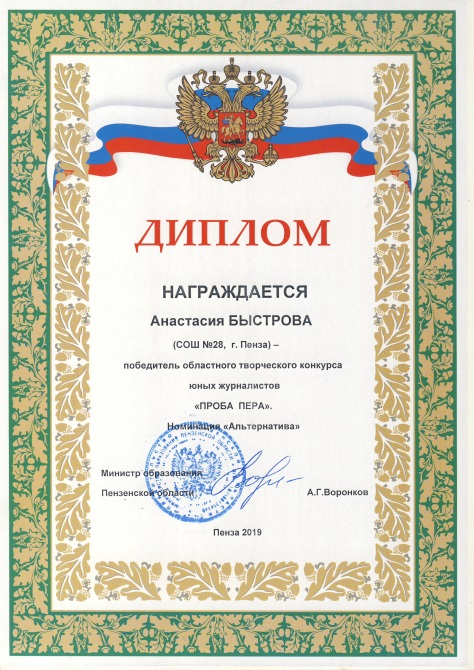 ДИПЛОМ
НАГРАЖДАЕТСЯ
Анастасия БЫСТРОВА
(СОШ №28, г. Пенза) –
победитель областного творческого конкурса
юных журналистов
«ПРОБА ПЕРА».
Номинация «Альтернатива»
Министр образования
Пензенской области
А.Г.Воронков
Пенза 2019